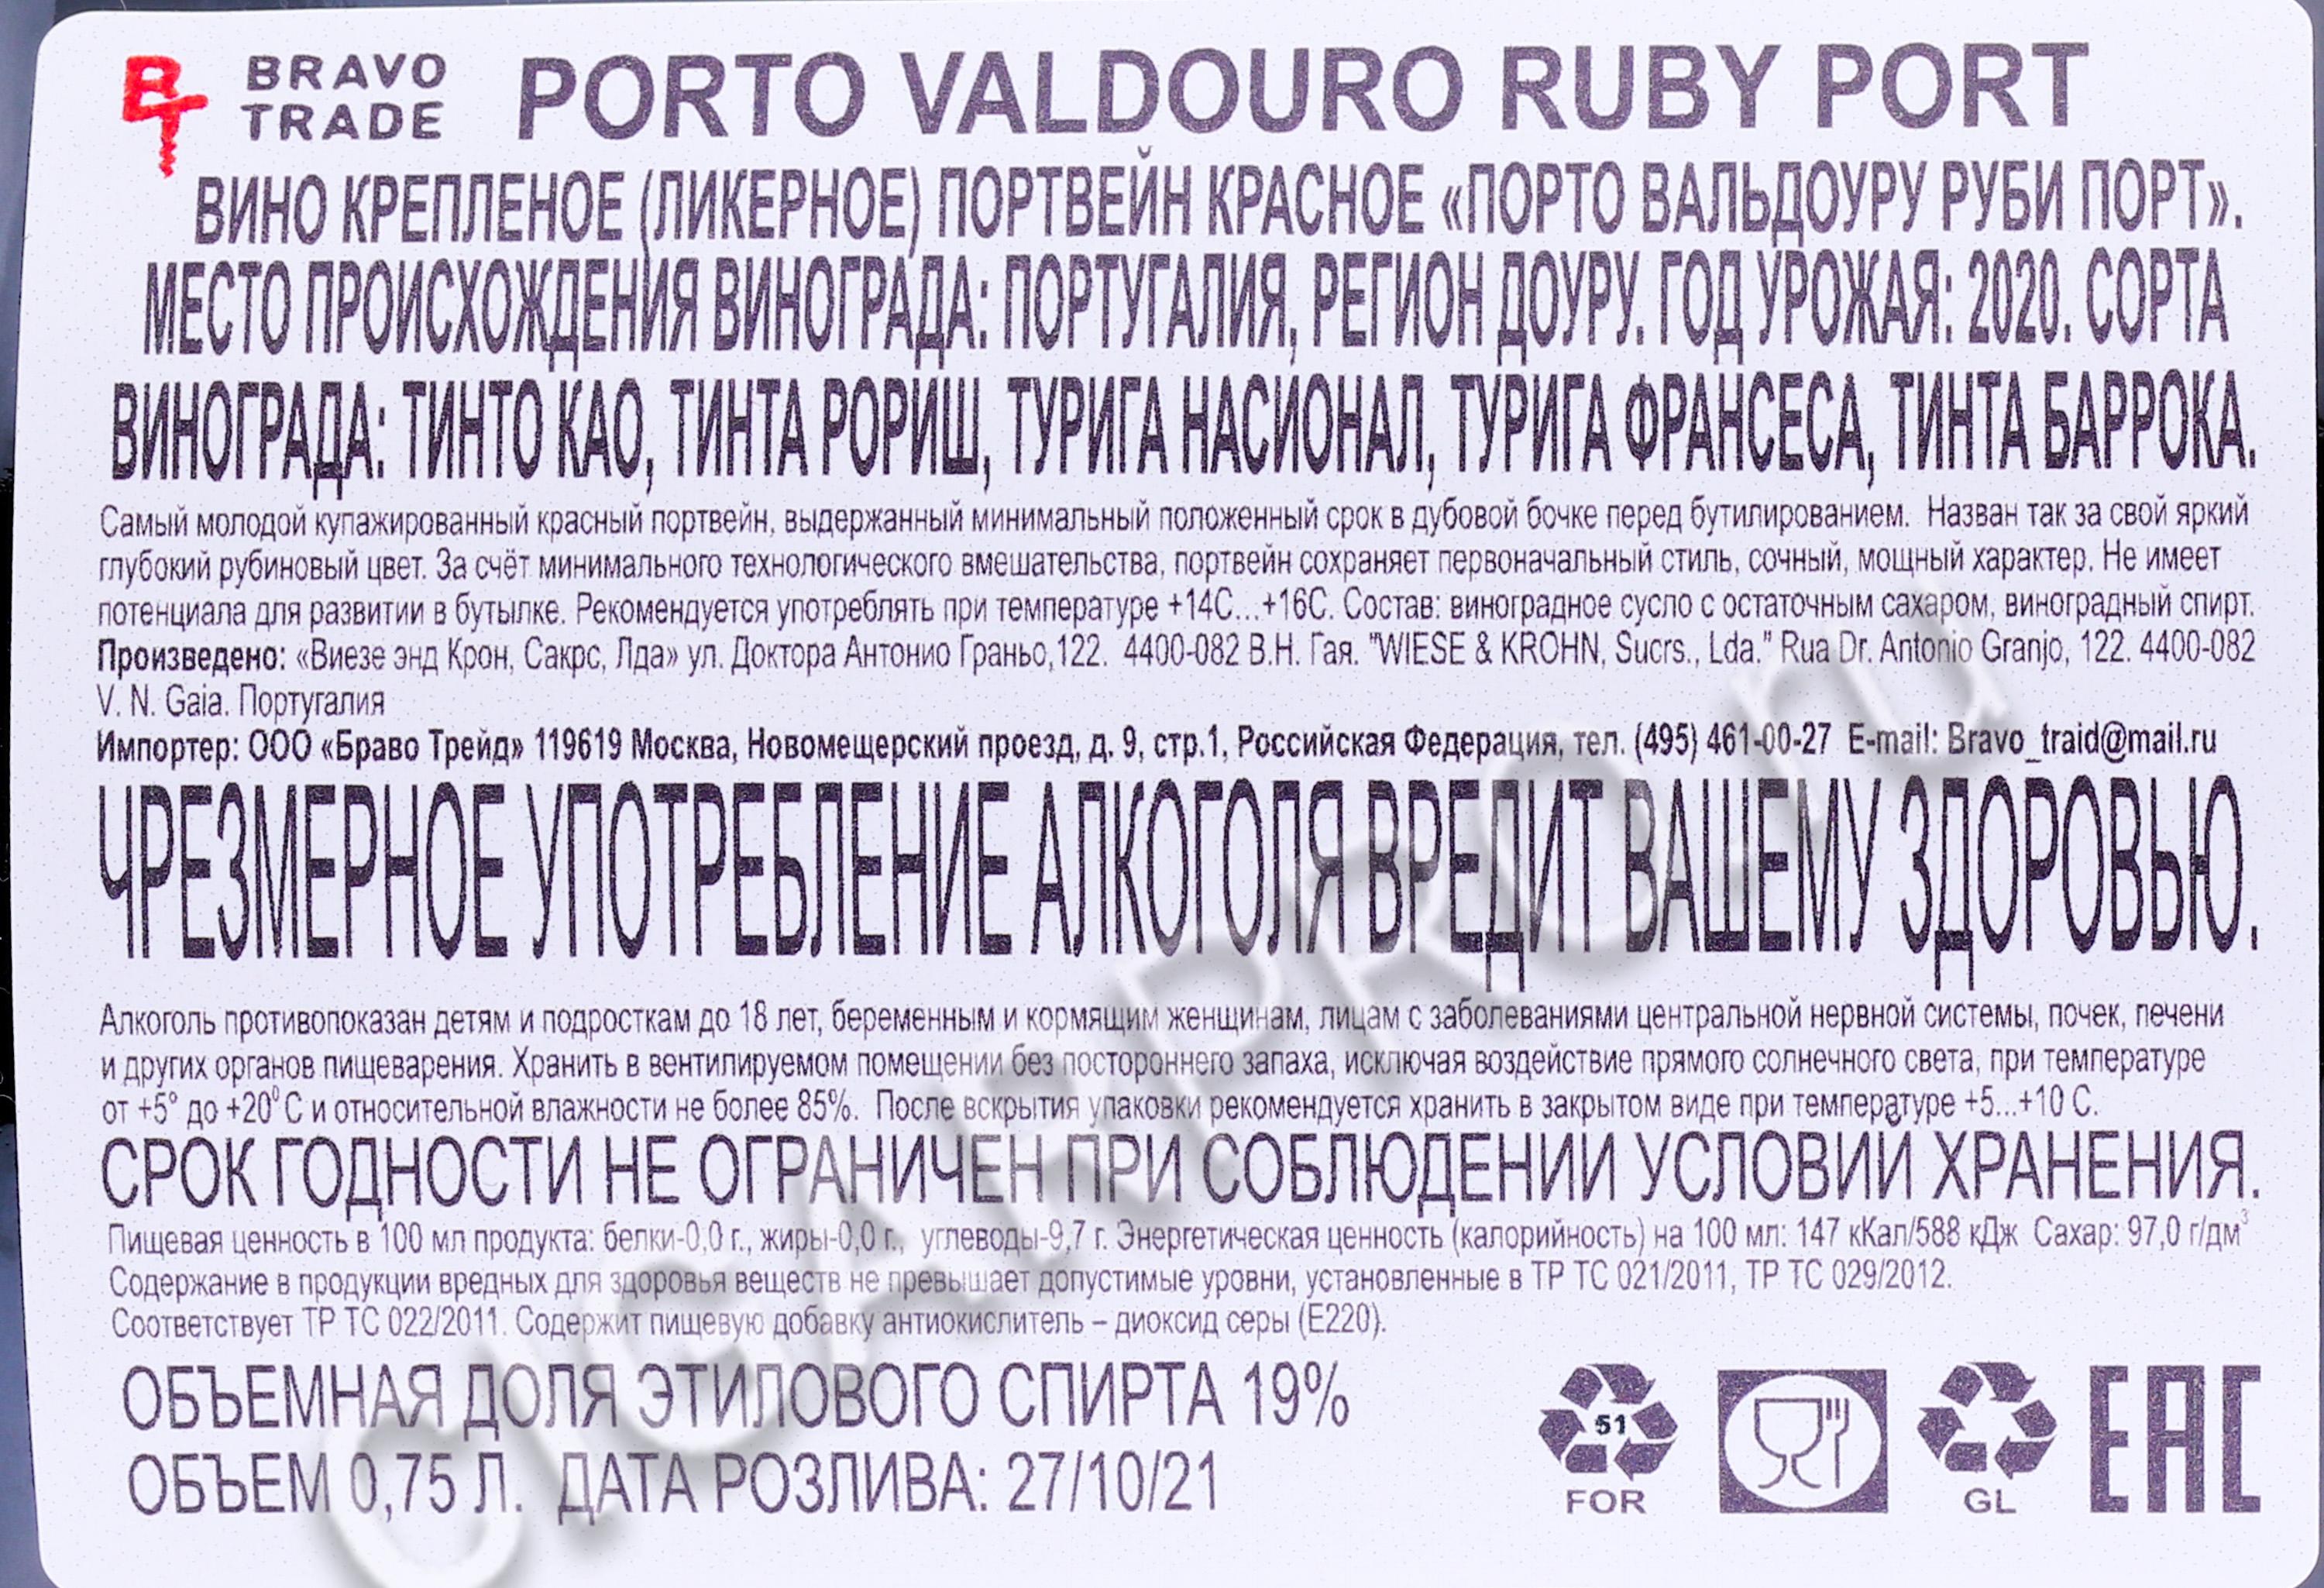 BRAVO TRADE PORTO VALDOURO RUBY PORT
ВИНО КРЕПЛЕНОЕ (ЛИКЕРНОЕ) ПОРТВЕЙН КРАСНОЕ «ПОРТО ВАЛЬДОУРУ РУБИ ПОРТ».
МЕСТО ПРОИСХОЖДЕНИЯ ВИНОГРАДА: ПОРТУГАЛИЯ, РЕГИОН ДОУРУ. ГОД УРОЖАЯ: 2020. СОРТА
ВИНОГРАДА: ТИНТО КАО, ТИНТА РОРИШ, ТУРИГА НАСИОНАЛ, ТУРИГА ФРАНСЕСА, ТИНТА БАРРОКА.
Самый молодой купажированный красный портвейн, выдержанный минимальный положенный срок в дубовой бочке перед бутилированием. Назван так за свой яркий
глубокий рубиновый цвет. За счёт минимального технологического вмешательства, портвейн сохраняет первоначальный стиль, сочный, мощный характер. Не имеет
потенциала для развитии в бутылке. Рекомендуется употреблять при температуре +14С...+16С. Состав: виноградное сусло с остаточным сахаром, виноградный спирт.
Произведено: «Виезе энд Крон, Сакрс, Лда» ул. Доктора Антонио Граньо,122. 4400-082 В.Н. Гая. "WIESE & KROHN, Sucrs., Lda." Rua Dr. Antonio Granjo, 122. 4400-082
V. N. Gaia. Португалия
Импортер: ООО «Браво Трейд» 119619 Москва, Новомещерский проезд, д. 9, стр.1, Российская Федерация, тел. (495) 461-00-27 E-mail: Bravo_traid@mail.ru
ЧРЕЗМЕРНОЕ УПОТРЕБЛЕНИЕ АЛКОГОЛЯ ВРЕДИТ ВАШЕМУ ЗДОРОВЬЮ.
Алкоголь противопоказан детям и подросткам до 18 лет, беременным и кормящим женщинам, лицам с заболеваниями центральной нервной системы, почек, печени
и других органов пищеварения. Хранить в вентилируемом помещении без постороннего запаха, исключая воздействие прямого солнечного света, при температуре
от +5° до +20⁰С и относительной влажности не более 85%. После вскрытия упаковки рекомендуется хранить в закрытом виде при температуре +5...+10 С.
СРОК ГОДНОСТИ НЕ ОГРАНИЧЕН ПРИ СОБЛЮДЕНИИ УСЛОВИЙ ХРАНЕНИЯ.
Пищевая ценность в 100 мл продукта: белки-0,0 г., жиры-0,0 г., углеводы-9,7 г. Энергетическая ценность (калорийность) на 100 мл: 147 кКал/588 кДж Сахар: 97,0 г/дм³
Содержание в продукции вредных для здоровья веществ не превышает допустимые уровни, установленные в ТР ТС 021/2011, ТР ТС 029/2012.
Соответствует ТР ТС 022/2011. Содержит пищевую добавку антиокислитель – диоксид серы (Е220).
ОБЪЕМНАЯ ДОЛЯ ЭТИЛОВОГО СПИРТА 19%
ОБЪЕМ 0,75 Л. ДАТА РОЗЛИВА: 27/10/21
51
FOR
GL
EAC
CIGARPRO.ru